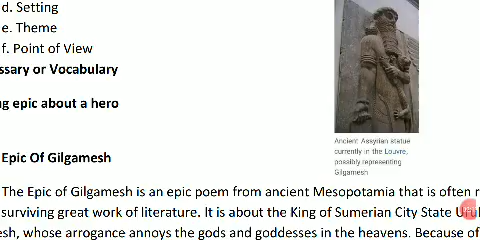 d. Setting
e. Theme
f. Point of View
ssary or Vocabulary
g epic about a hero
Ancient Assyrian statue
currently in the Louvre,
possibly representing
Gilgamesh
Epic Of Gilgamesh
The Epic of Gilgamesh is an epic poem from ancient Mesopotamia that is often r
surviving great work of literature. It is about the King of Sumerian City State Uruk
esh, whose arrogance annoys the gods and goddesses in the heavens. Because of